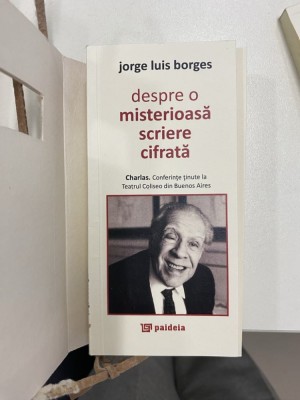 jorge luis borges
despre o
misterioasă
scriere
cifrată
Charlas. Conferințe ținute la
Teatrul Coliseo din Buenos Aires
paideia